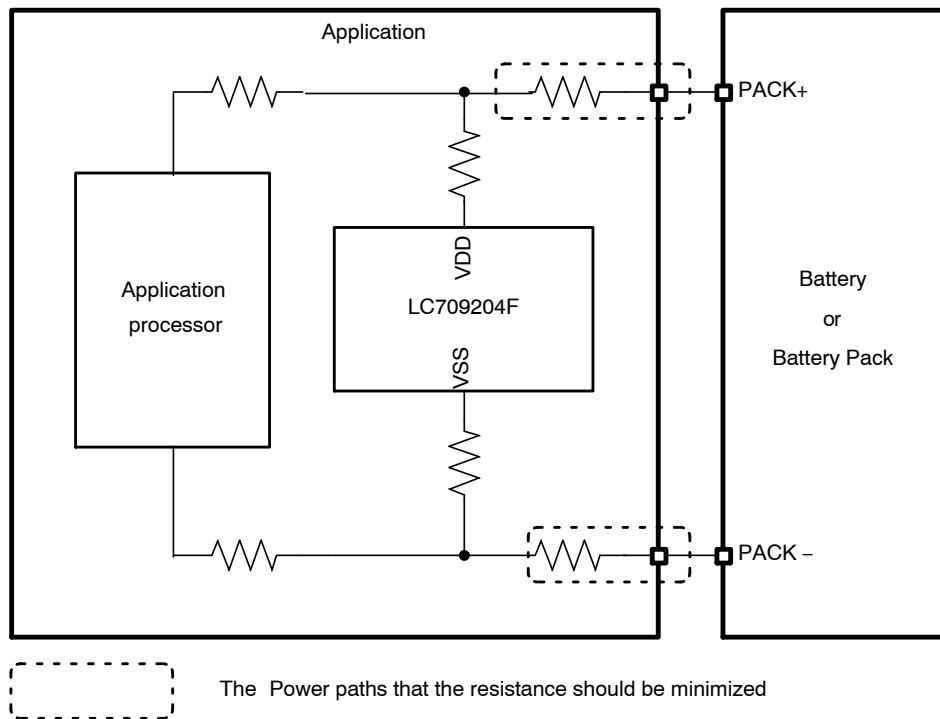 Application
PACK+
VDD
LC709204F
VSS
Application
processor
Battery
or
Battery Pack
PACK –
The Power paths that the resistance should be minimized